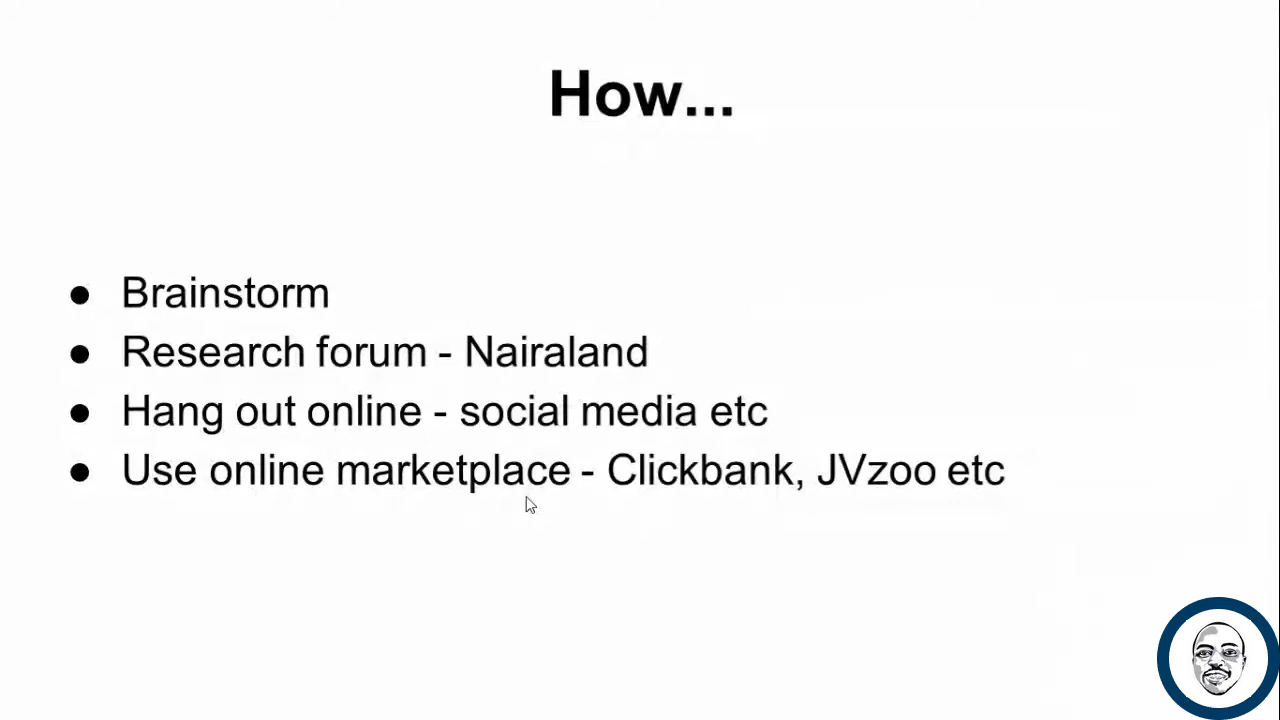 How...
● Brainstorm
● Research forum - Nairaland
● Hang out online - social media etc
● Use online marketplace - Clickbank, JVzoo etc